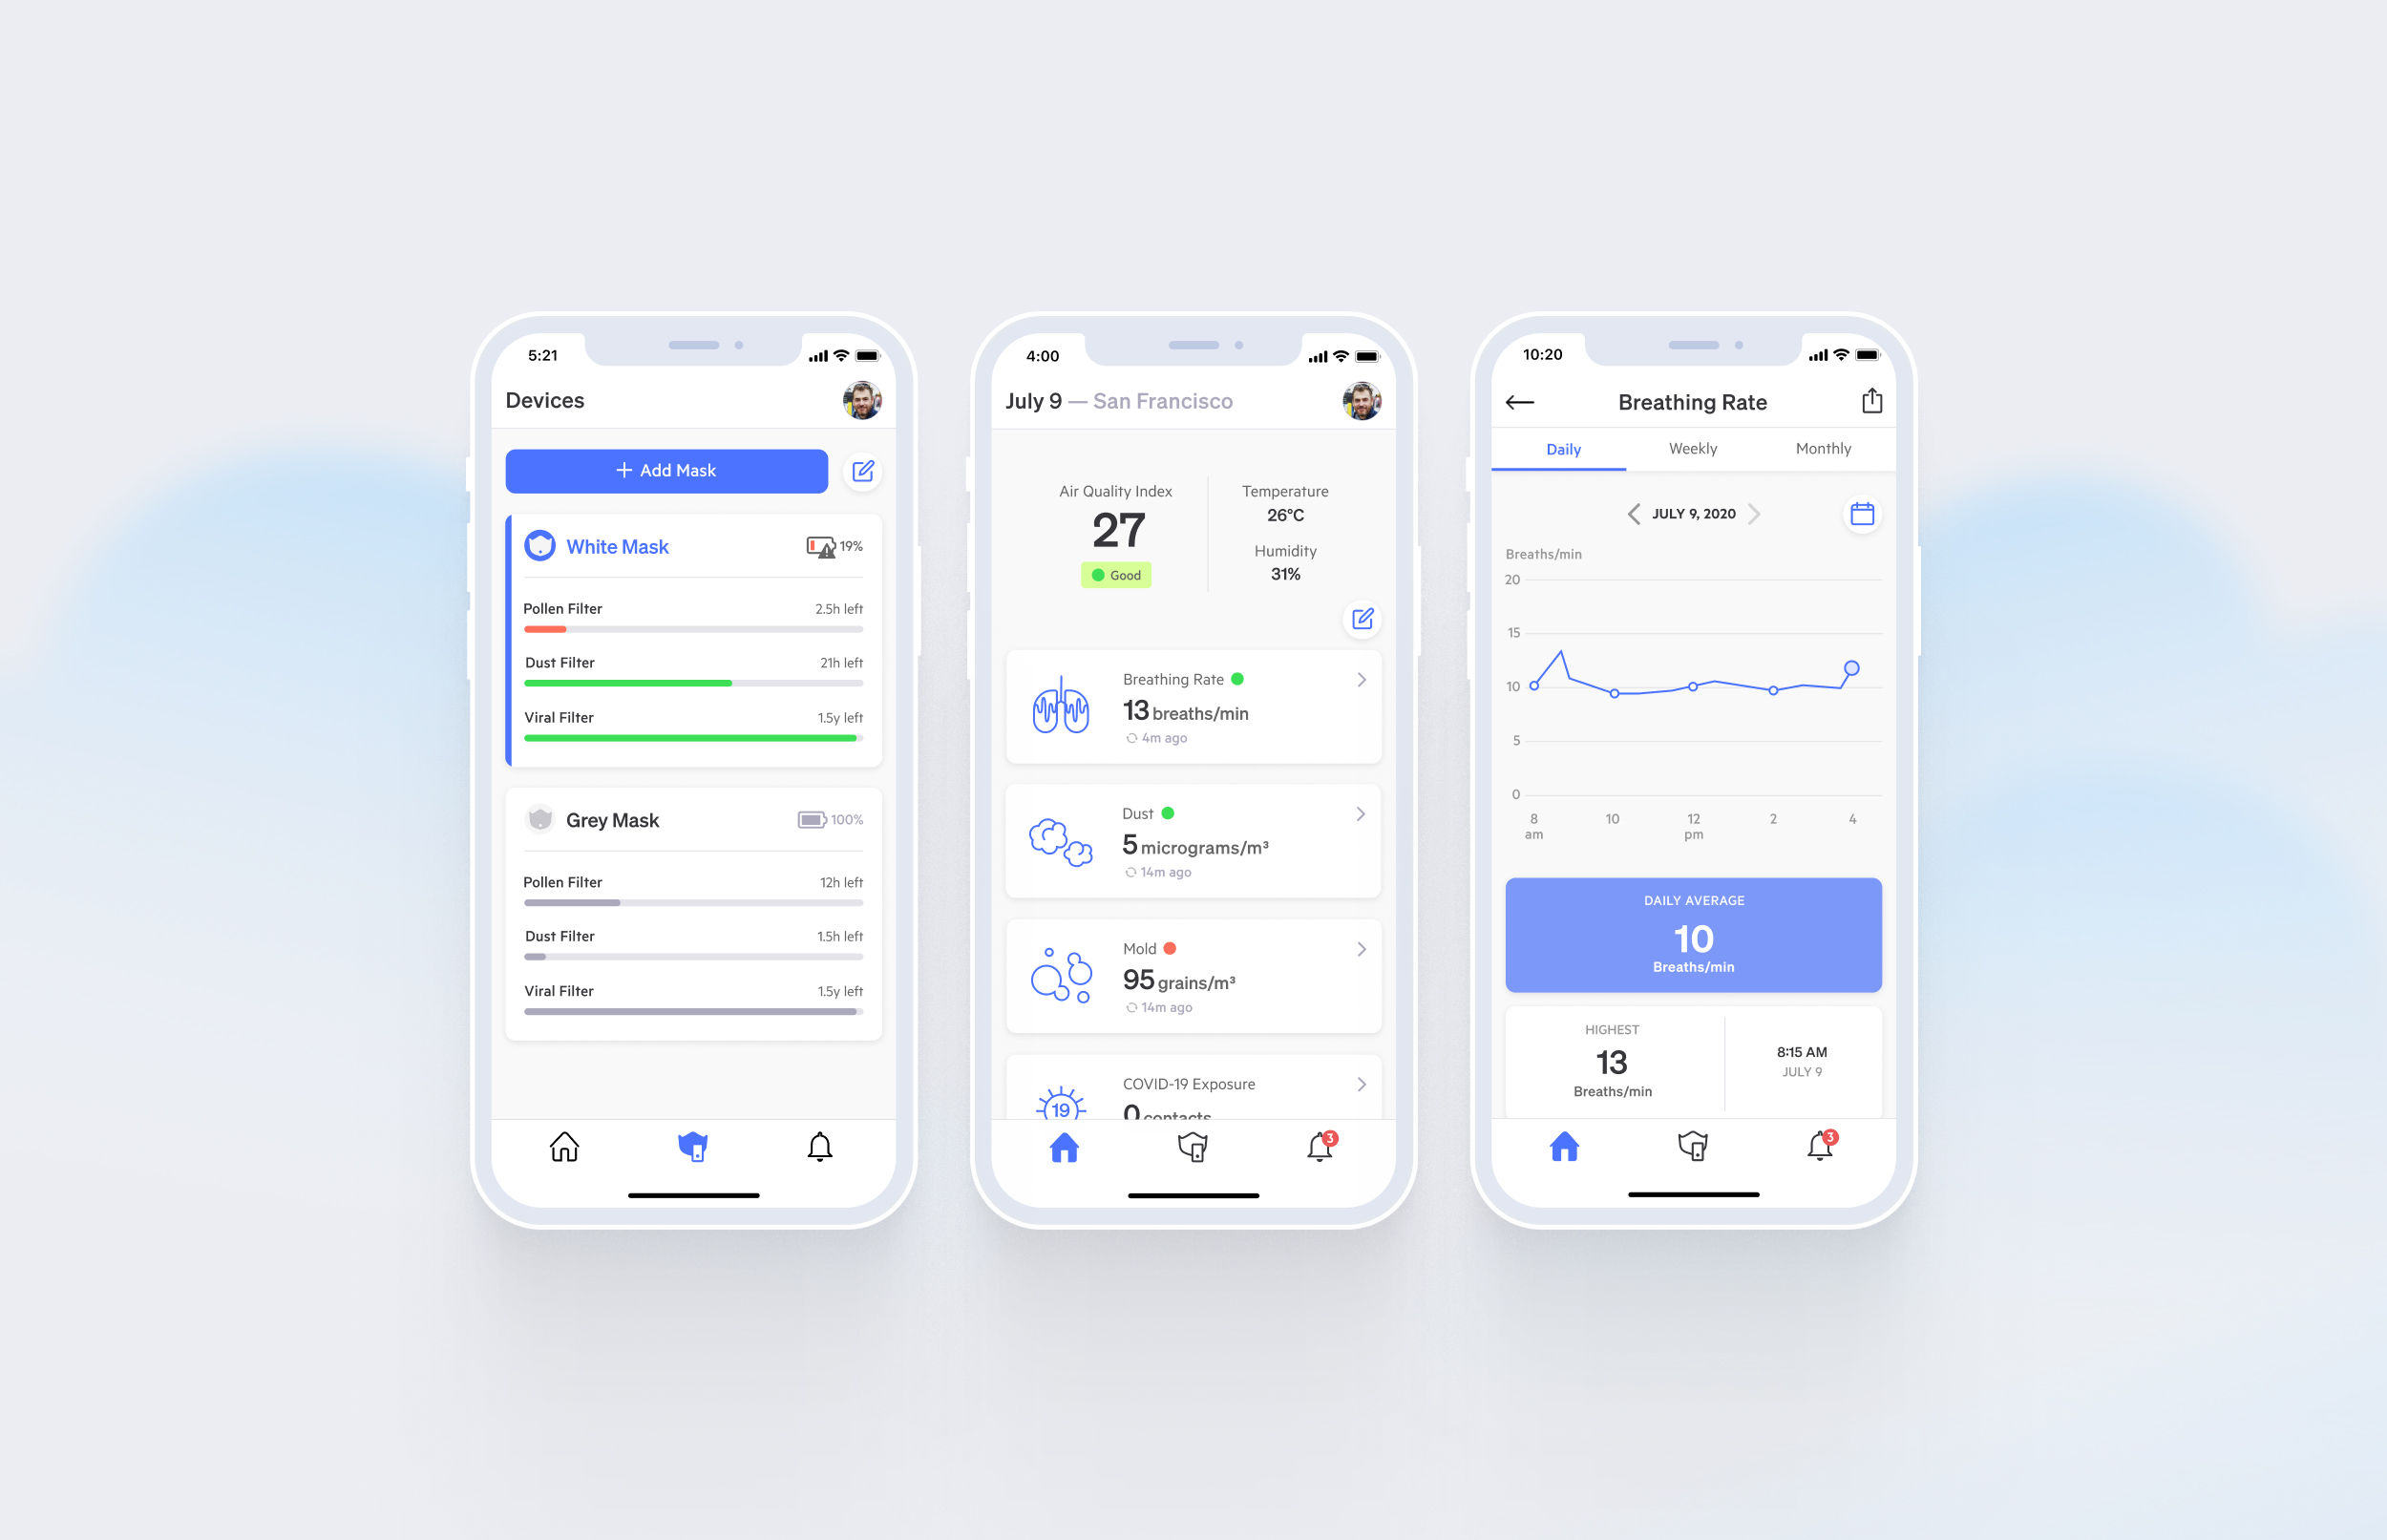 5:21
Devices
+ Add Mask
White Mask 19%
Pollen Filter 2.5h left
Dust Filter 21h left
Viral Filter 1.5y left
Grey Mask 100%
Pollen Filter 12h left
Dust Filter 1.5h left
Viral Filter 1.5y left
4:00
July 9 — San Francisco
Air Quality Index
27
Good
Temperature
26°C
Humidity
31%
Breathing Rate
13 breaths/min
4m ago
Dust
5 micrograms/m³
14m ago
Mold
95 grains/m³
14m ago
COVID-19 Exposure
19
0 contacts
3
10:20
Breathing Rate
Daily Weekly Monthly
JULY 9, 2020
Breaths/min
20
15
10
5
0
8 10 12 2 4
am pm
DAILY AVERAGE
10
Breaths/min
HIGHEST
13
Breaths/min
8:15 AM
JULY 9
3